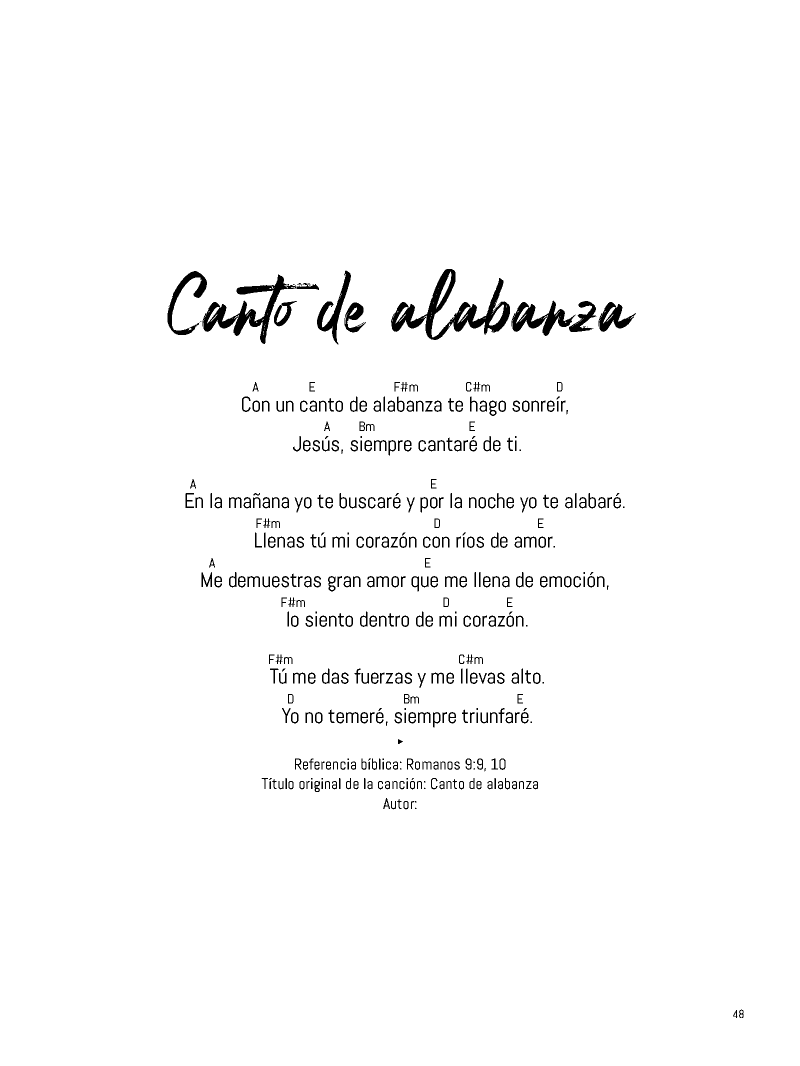 Canto de alabanza
A E F#m C#m D
Con un canto de alabanza te hago sonreír,
A Bm E
Jesús, siempre cantaré de ti.
A E
En la mañana yo te buscaré y por la noche yo te alabaré.
F#m D E
Llenas tú mi corazón con ríos de amor.
A E
Me demuestras gran amor que me llena de emoción,
F#m D E
lo siento dentro de mi corazón.
F#m C#m
Tú me das fuerzas y me llevas alto.
D Bm E
Yo no temeré, siempre triunfaré.
Referencia bíblica: Romanos 9:9, 10
Título original de la canción: Canto de alabanza
Autor:
48